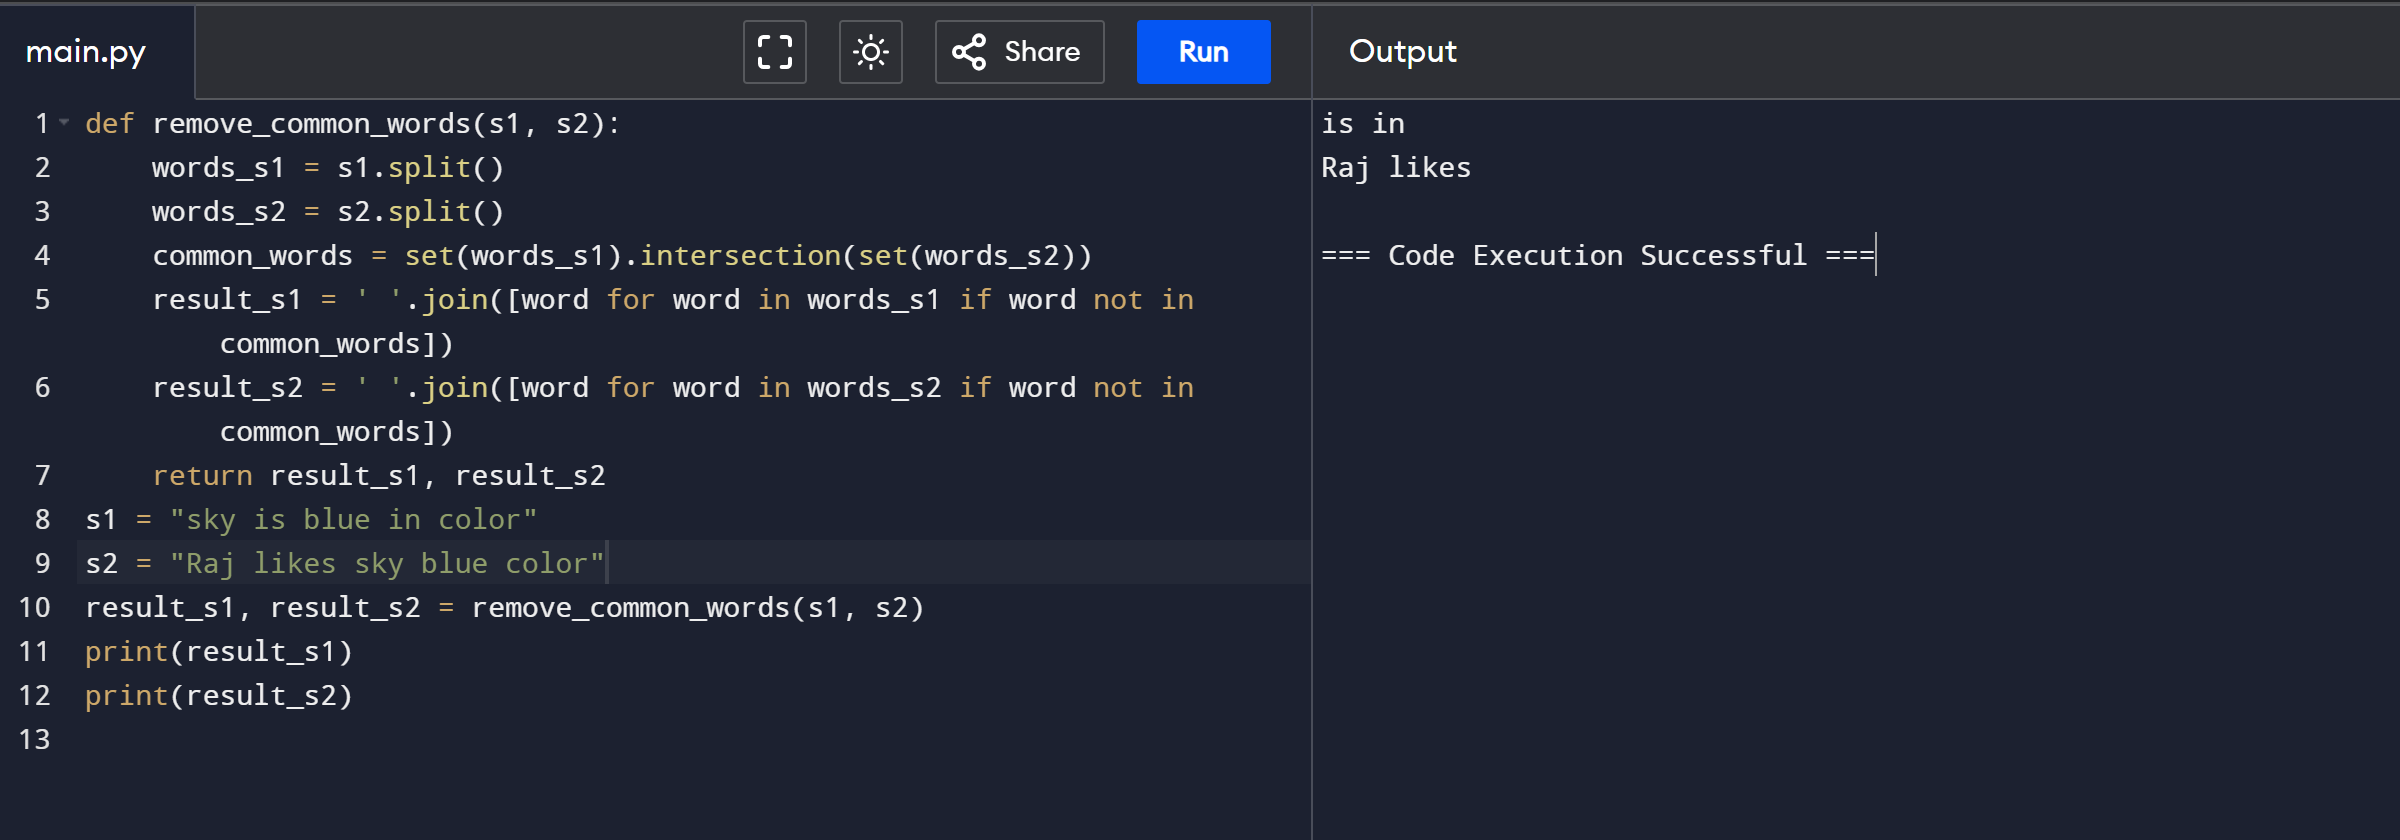 main.py
Share
Run
Output
1 def remove_common_words(s1, s2):
2     words_s1 = s1.split()
3     words_s2 = s2.split()
4     common_words = set(words_s1).intersection(set(words_s2))
5     result_s1 = ' '.join([word for word in words_s1 if word not in
        common_words])
6     result_s2 = ' '.join([word for word in words_s2 if word not in
        common_words])
7     return result_s1, result_s2
8 s1 = "sky is blue in color"
9 s2 = "Raj likes sky blue color"
10 result_s1, result_s2 = remove_common_words(s1, s2)
11 print(result_s1)
12 print(result_s2)
13
is in
Raj likes
=== Code Execution Successful ===